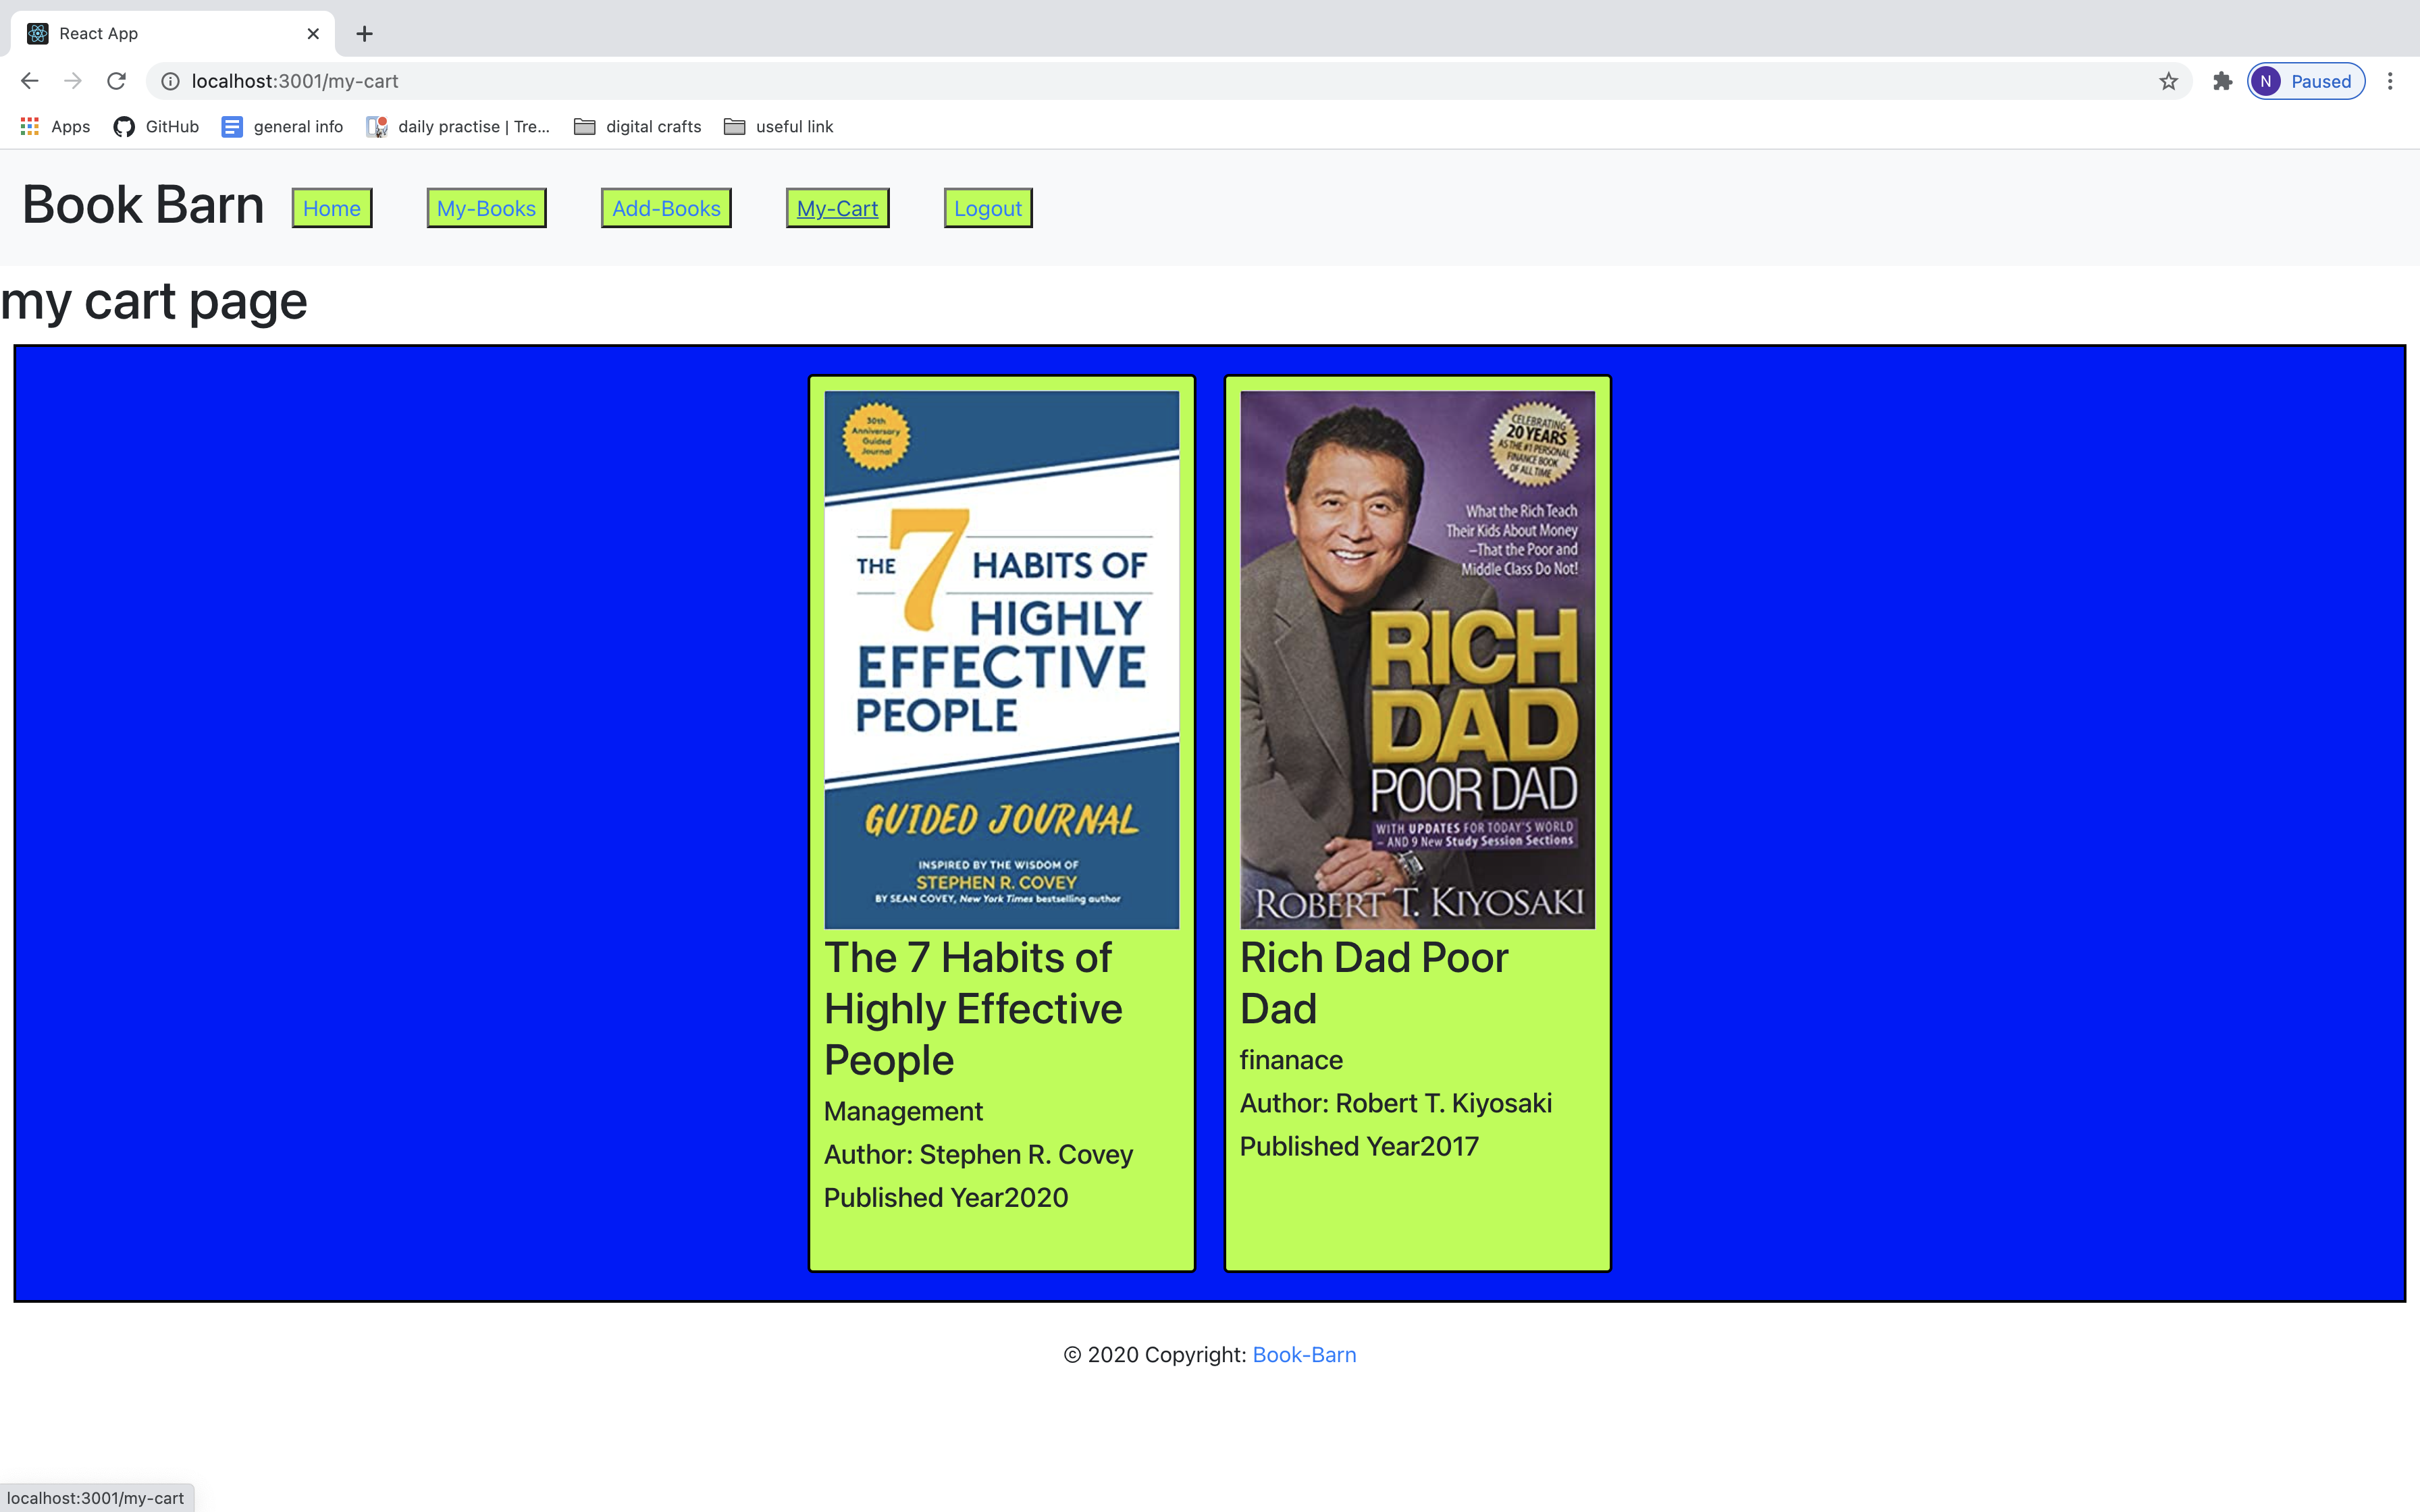 React App
localhost:3001/my-cart
N Paused
Apps GitHub general info daily practise | Tre... digital crafts useful link
Book Barn Home My-Books Add-Books My-Cart Logout
my cart page
30th
Anniversary
Guided
Journal
THE 7 HABITS OF
HIGHLY
EFFECTIVE
PEOPLE
GUIDED JOURNAL
INSPIRED BY THE WISDOM OF
STEPHEN R. COVEY
BY SEAN COVEY, New York Times bestselling author
The 7 Habits of
Highly Effective
People
Management
Author: Stephen R. Covey
Published Year2020
CELEBRATING
20 YEARS
AS THE #1 PERSONAL
FINANCE BOOK
OF ALL TIME
What the Rich Teach
Their Kids About Money
–That the Poor and
Middle Class Do Not!
RICH
DAD
POOR DAD
WITH UPDATES FOR TODAY'S WORLD
– AND 9 New Study Session Sections
ROBERT T. KIYOSAKI
Rich Dad Poor
Dad
finanace
Author: Robert T. Kiyosaki
Published Year2017
© 2020 Copyright: Book-Barn
localhost:3001/my-cart